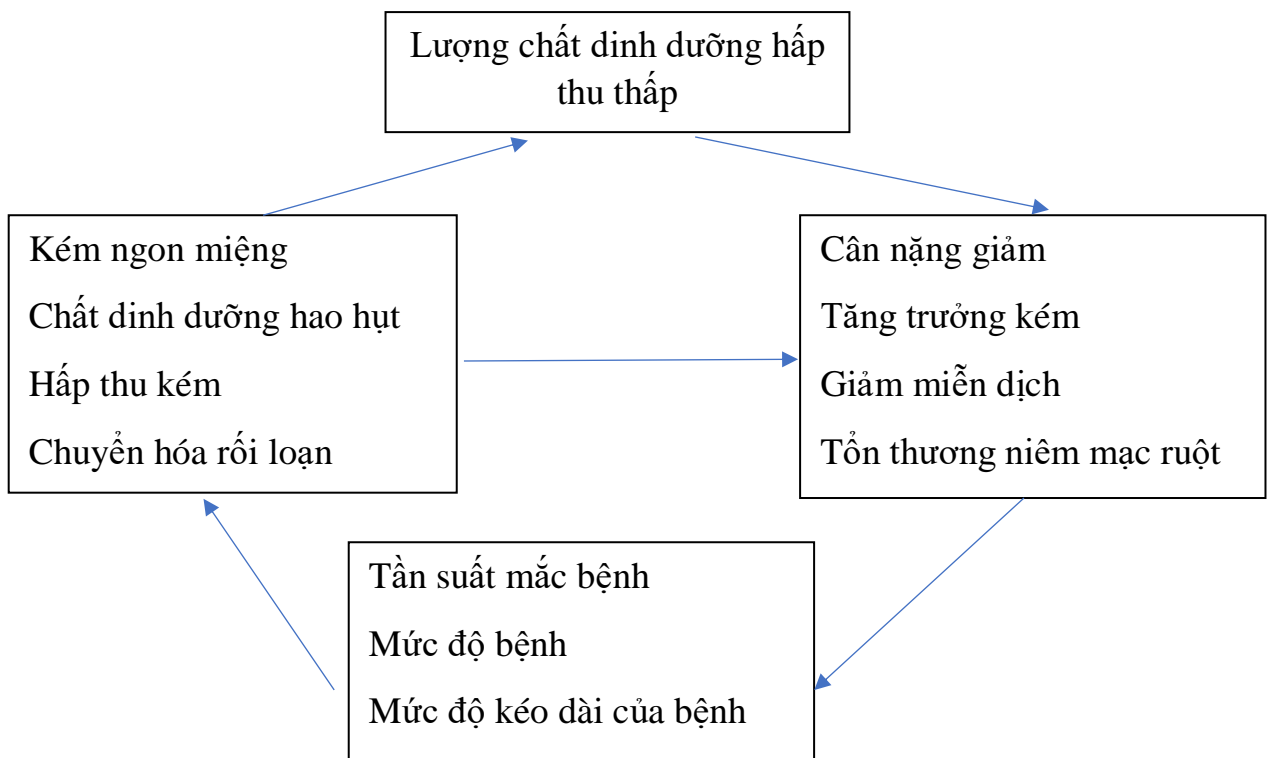 Lượng chất dinh dưỡng hấp
thu thấp
Kém ngon miệng
Chất dinh dưỡng hao hụt
Hấp thu kém
Chuyển hóa rối loạn
Cân nặng giảm
Tăng trưởng kém
Giảm miễn dịch
Tổn thương niêm mạc ruột
Tần suất mắc bệnh
Mức độ bệnh
Mức độ kéo dài của bệnh